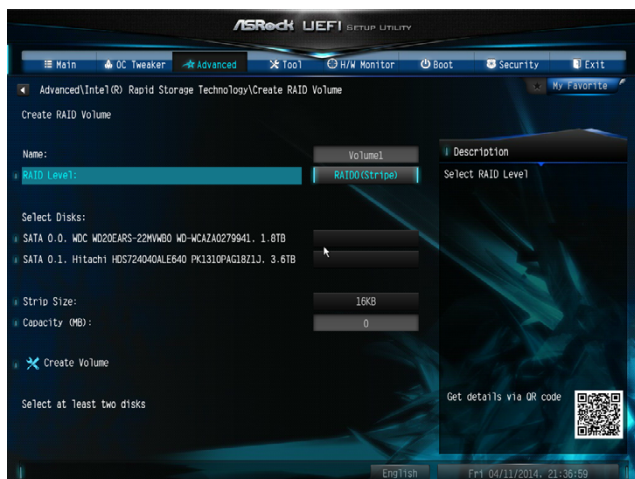 ASRock UEFI SETUP UTILITY
Main OC Tweaker Advanced Tool H/W Monitor Boot Security Exit
Advanced\Intel(R) Rapid Storage Technology\Create RAID Volume
My Favorite
Create RAID Volume
Name: Volume1
RAID Level: RAID0(Stripe)
Select Disks:
SATA 0.0. WDC WD20EARS-22MVWB0 WD-WCAZA0279941. 1.8TB
SATA 0.1. Hitachi HDS724040ALE640 PK1310PAG18Z1J. 3.6TB
Strip Size: 16KB
Capacity (MB): 0
Create Volume
Select at least two disks
Description
Select RAID Level
Get details via QR code
English
Fri 04/11/2014, 21:36:59